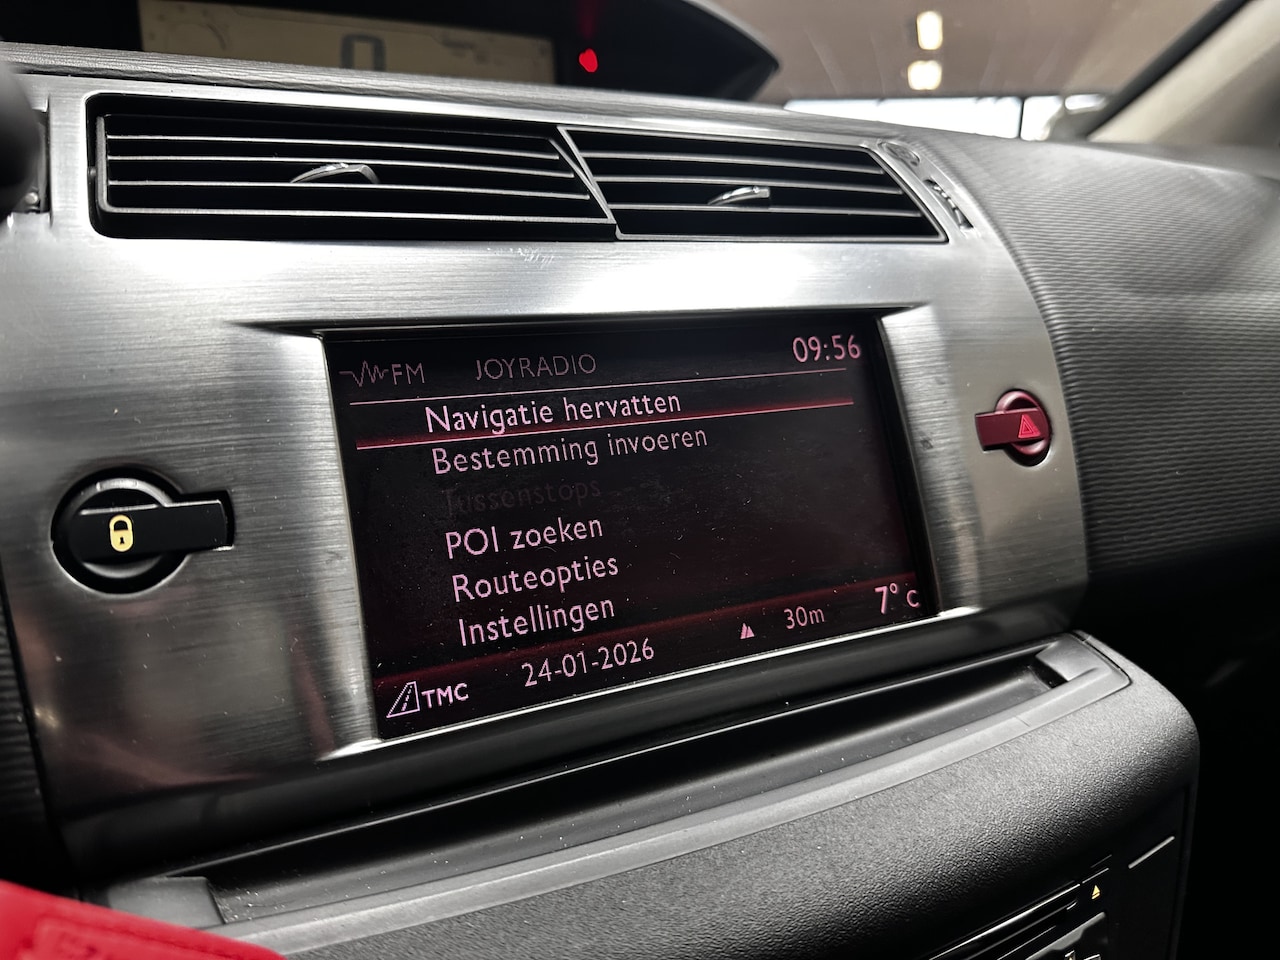 0
FM JOYRADIO 09:56
Navigatie hervatten
Bestemming invoeren
Tussenstops
POI zoeken
Routeopties
Instellingen
TMC 24-01-2026 30m 7° C